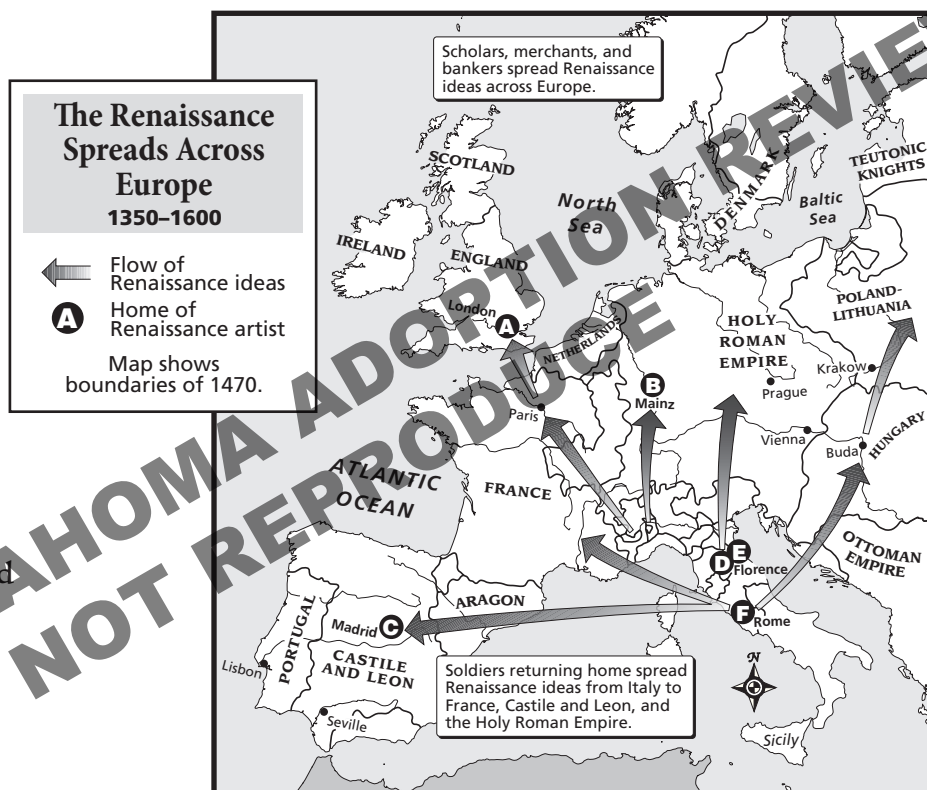 The Renaissance
Spreads Across
Europe
1350–1600
Flow of
Renaissance ideas
A
Home of
Renaissance artist
Map shows
boundaries of 1470.
Scholars, merchants, and
bankers spread Renaissance
ideas across Europe.
SCOTLAND
North
Sea
DENMARK
TEUTONIC
KNIGHTS
Baltic
Sea
IRELAND
ENGLAND
London
A
NETHERLANDS
HOLY
ROMAN
EMPIRE
POLAND-
LITHUANIA
Krakow
Prague
B
Mainz
Paris
Vienna
Buda
HUNGARY
ATLANTIC
OCEAN
FRANCE
OTTOMAN
EMPIRE
D
E
Florence
ARAGON
F
Rome
PORTUGAL
Madrid
C
CASTILE
AND LEON
Lisbon
Seville
Soldiers returning home spread
Renaissance ideas from Italy to
France, Castile and Leon, and
the Holy Roman Empire.
N
Sicily
d
AHOMA ADOPTION REVIE
NOT REPRODUCE